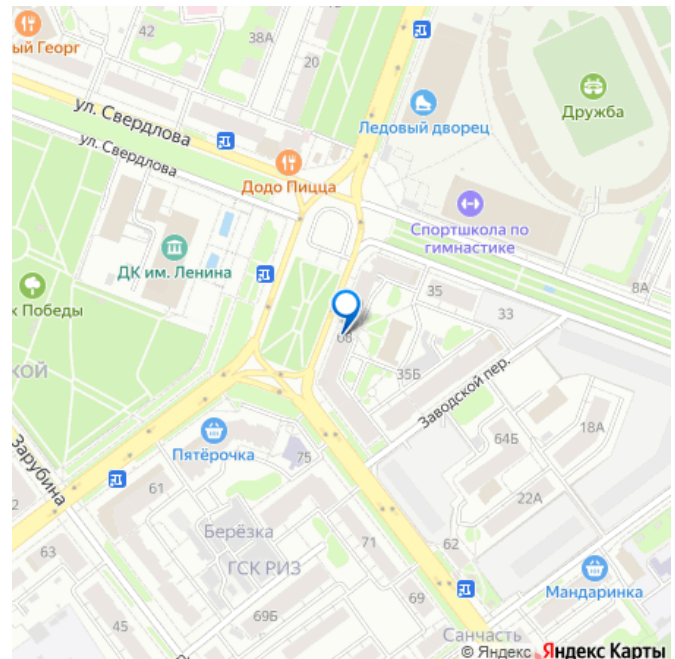 42
38А
ый Георг
20
Ледовый дворец
Дружба
ул. Свердлова
ул. Свердлова
Додо Пицца
Спортшкола по
гимнастике
ДК им. Ленина
8А
к Победы
35
33
68
КОЙ
35Б
Заводской пер.
18А
Пятёрочка
64Б
75
Зарубина
61
22А
2
Берёзка
63
71
62
ГСК РИЗ
Мандаринка
69
69Б
45
Санчасть
© Яндекс Яндекс Карты